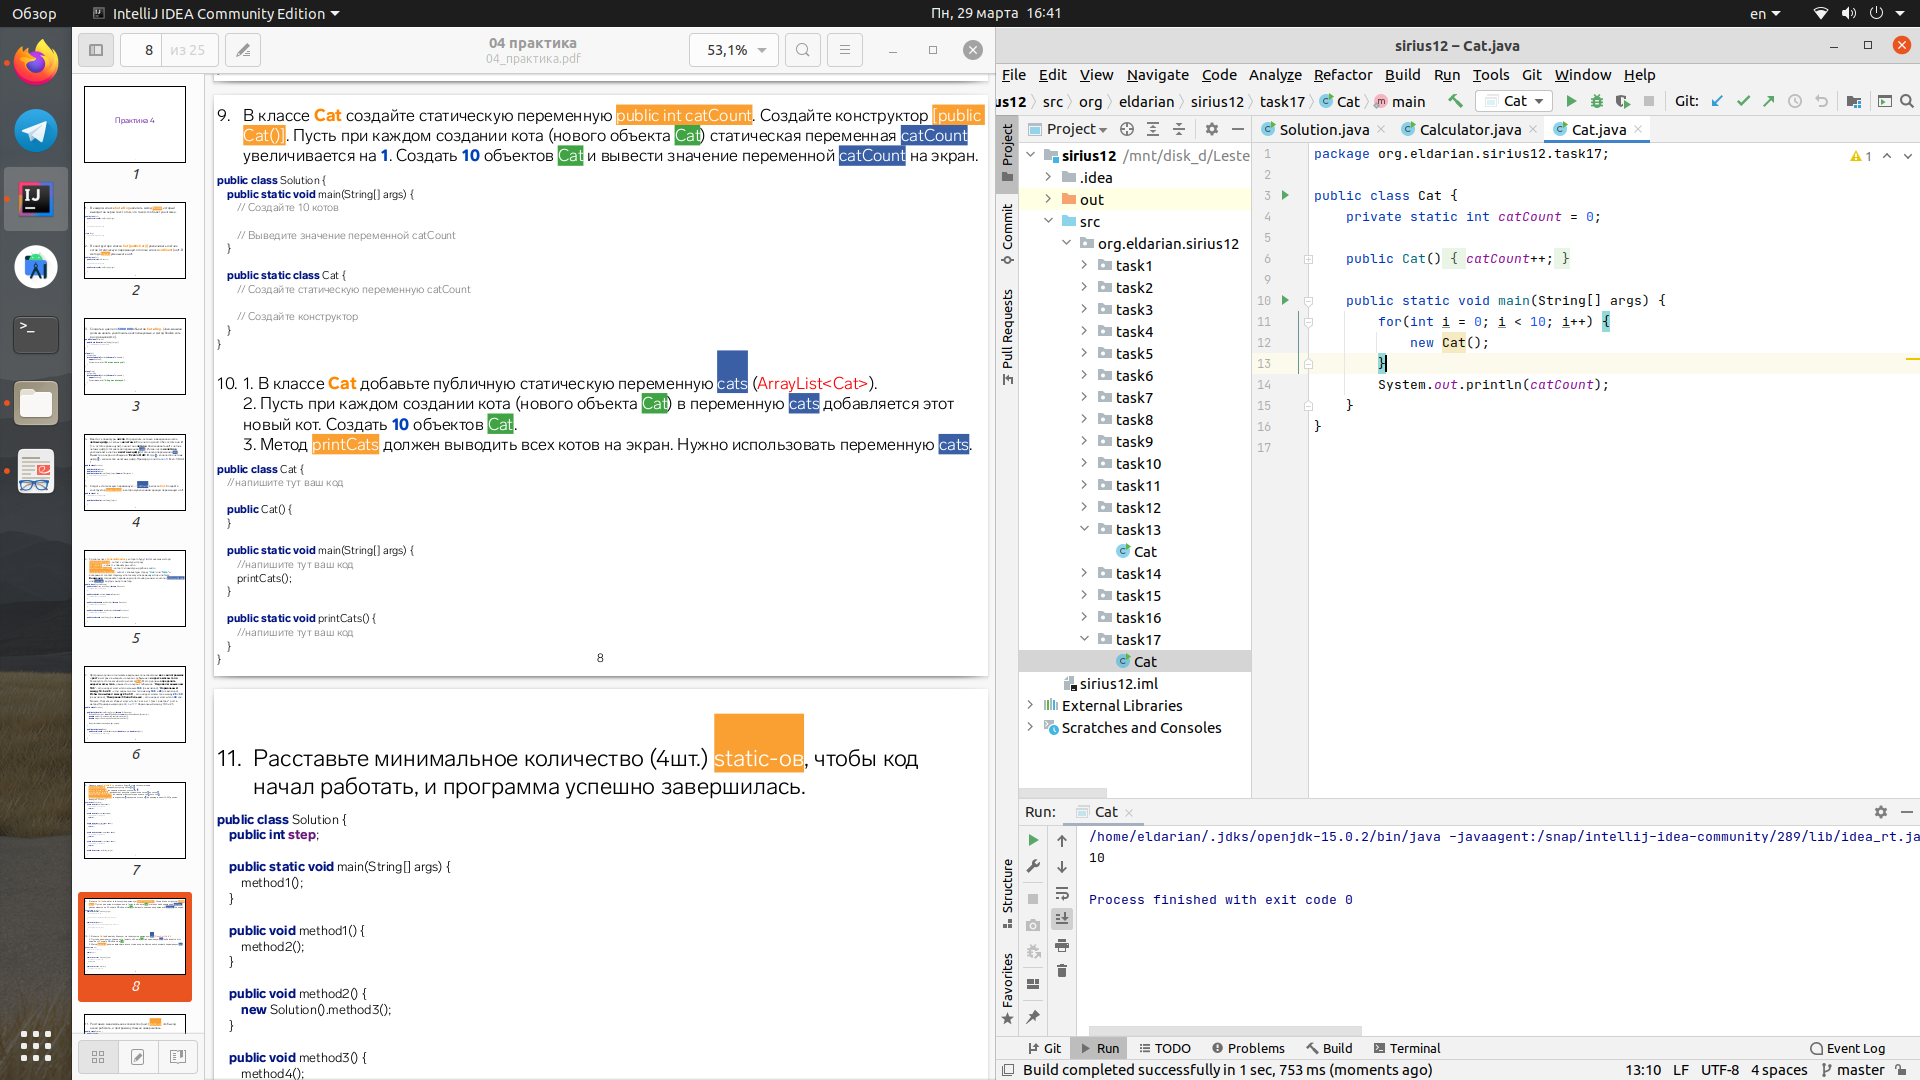 Обзор
IntelliJ IDEA Community Edition
Пн, 29 марта 16:41
en
8 из 25
04 практика
04_практика.pdf
53,1%
Практика 4
1
2
3
4
5
6
7
8
9. В классе Cat создайте статическую переменную public int catCount. Создайте конструктор [public
Cat()]. Пусть при каждом создании кота (нового объекта Cat) статическая переменная catCount
увеличивается на 1. Создать 10 объектов Cat и вывести значение переменной catCount на экран.
public class Solution {
public static void main(String[] args) {
// Создайте 10 котов
// Выведите значение переменной catCount
}
public static class Cat {
// Создайте статическую переменную catCount
// Создайте конструктор
}
}
10. 1. В классе Cat добавьте публичную статическую переменную cats (ArrayList<Cat>).
2. Пусть при каждом создании кота (нового объекта Cat) в переменную cats добавляется этот
новый кот. Создать 10 объектов Cat.
3. Метод printCats должен выводить всех котов на экран. Нужно использовать переменную cats.
public class Cat {
//напишите тут ваш код
public Cat() {
}
public static void main(String[] args) {
//напишите тут ваш код
printCats();
}
public static void printCats() {
//напишите тут ваш код
}
}
8
11. Расставьте минимальное количество (4шт.) static-ов, чтобы код
начал работать, и программа успешно завершилась.
public class Solution {
public int step;
public static void main(String[] args) {
method1();
}
public void method1() {
method2();
}
public void method2() {
new Solution().method3();
}
public void method3() {
method4();
sirius12 – Cat.java
File Edit View Navigate Code Analyze Refactor Build Run Tools Git Window Help
us12 src org eldarian sirius12 task17 Cat main
Cat
Git:
Project
Solution.java
Calculator.java
Cat.java
Project
Commit
Pull Requests
Structure
Favorites
sirius12 /mnt/disk_d/Leste
.idea
out
src
org.eldarian.sirius12
task1
task2
task3
task4
task5
task6
task7
task8
task9
task10
task11
task12
task13
Cat
task14
task15
task16
task17
Cat
sirius12.iml
External Libraries
Scratches and Consoles
1
1 package org.eldarian.sirius12.task17;
2
3 public class Cat {
4 private static int catCount = 0;
5
6 public Cat() { catCount++; }
9
10 public static void main(String[] args) {
11 for(int i = 0; i < 10; i++) {
12 new Cat();
13 }
14 System.out.println(catCount);
15 }
16 }
17
Run: Cat
/home/eldarian/.jdks/openjdk-15.0.2/bin/java -javaagent:/snap/intellij-idea-community/289/lib/idea_rt.ja
10
Process finished with exit code 0
Git Run TODO Problems Build Terminal Event Log
Build completed successfully in 1 sec, 753 ms (moments ago)
13:10 LF UTF-8 4 spaces master